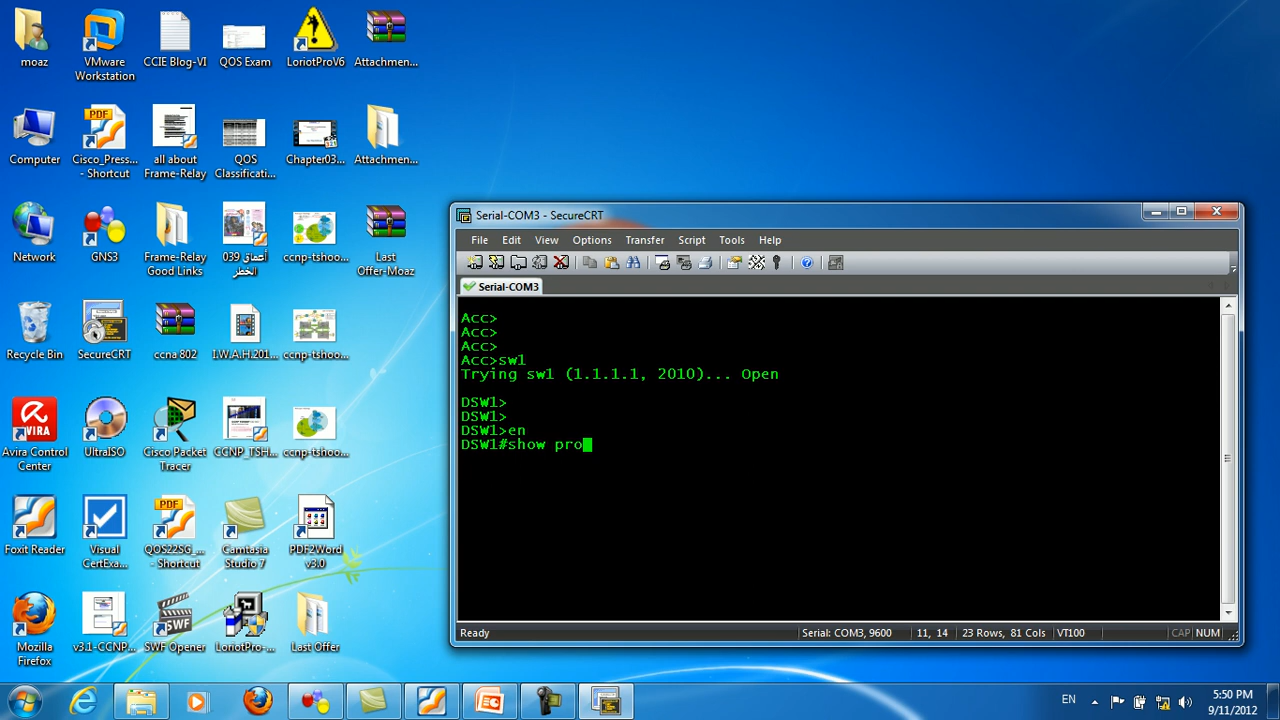 moaz
VMware Workstation
CCIE Blog-VI
QOS Exam
LoriotProV6
Attachmen...
Computer
Cisco_Press... - Shortcut
all about Frame-Relay
QOS Classificati...
Chapter03...
Attachmen...
Network
GNS3
Frame-Relay Good Links
أعماق 039 الخطر
ccnp-tshoo...
Last Offer-Moaz
Recycle Bin
SecureCRT
ccna 802
I.W.A.H.201...
ccnp-tshoo...
Avira Control Center
UltraISO
Cisco Packet Tracer
CCNP_TSH...
ccnp-tshoo...
Foxit Reader
Visual CertExa...
QOS22SG_... - Shortcut
Camtasia Studio 7
PDF2Word v3.0
Mozilla Firefox
v3.1-CCNP...
SWF Opener
LoriotPro-...
Last Offer
Serial-COM3 - SecureCRT
File Edit View Options Transfer Script Tools Help
Serial-COM3
Acc>
Acc>
Acc>
Acc>sw1
Trying sw1 (1.1.1.1, 2010)... Open
DSW1>
DSW1>
DSW1>en
DSW1#show pro
Ready Serial: COM3, 9600 11, 14 23 Rows, 81 Cols VT100 CAP NUM
EN
5:50 PM
9/11/2012